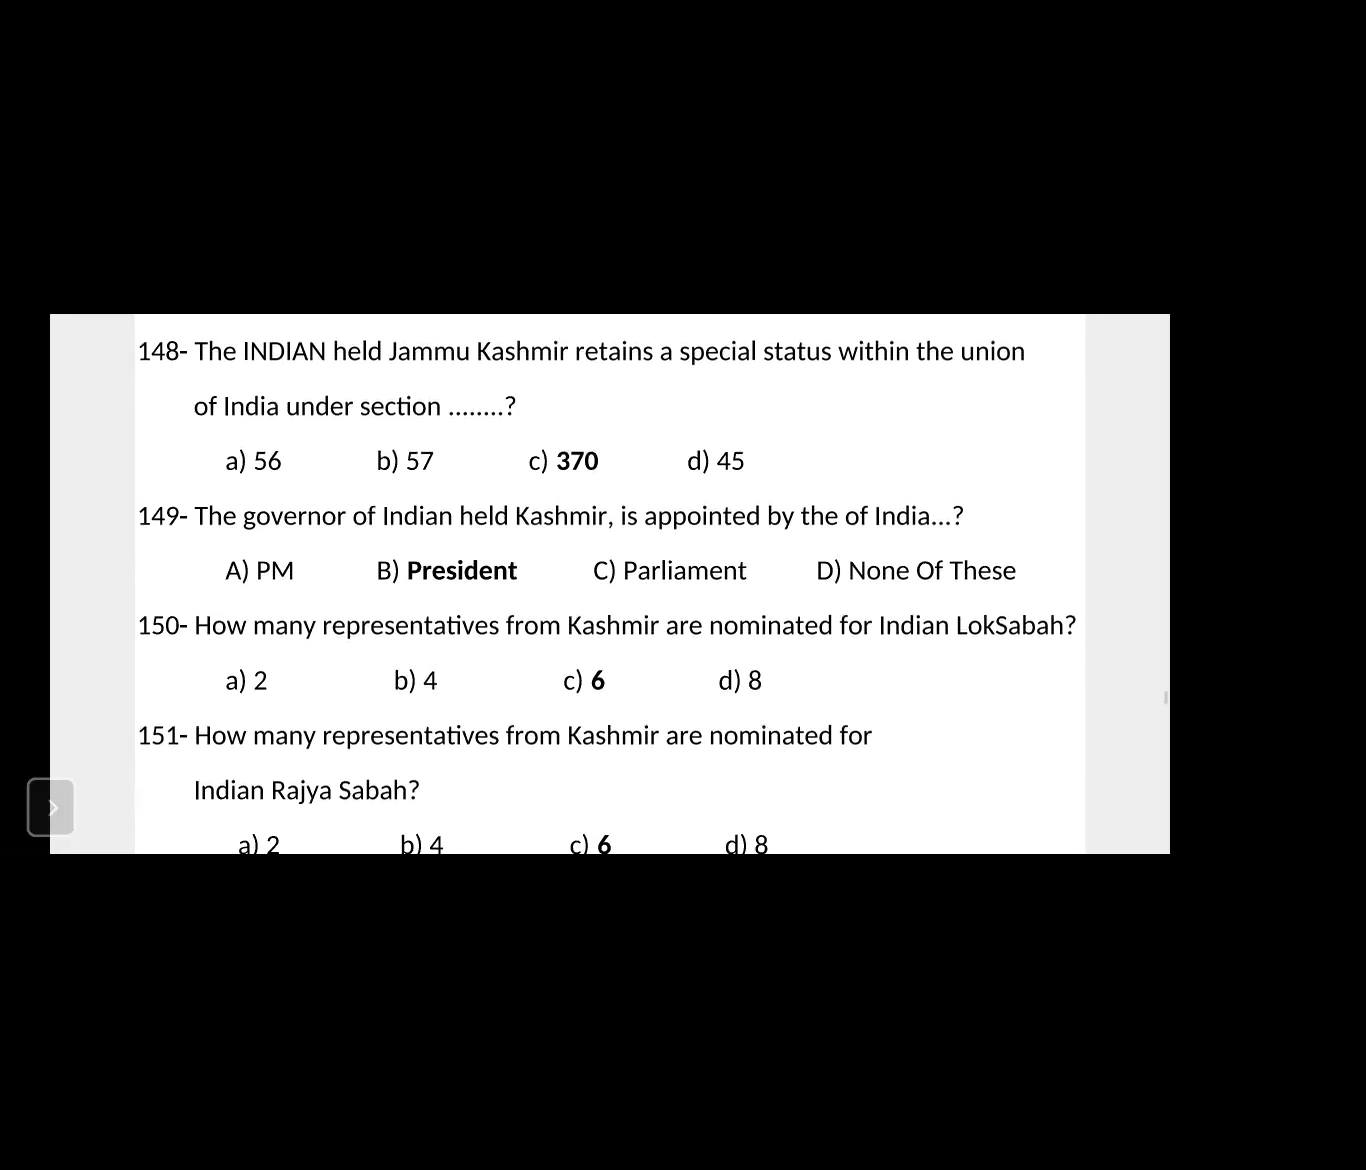 148- The INDIAN held Jammu Kashmir retains a special status within the union
of India under section ........?
a) 56 b) 57 c) 370 d) 45
149- The governor of Indian held Kashmir, is appointed by the of India...?
A) PM B) President C) Parliament D) None Of These
150- How many representatives from Kashmir are nominated for Indian LokSabah?
a) 2 b) 4 c) 6 d) 8
151- How many representatives from Kashmir are nominated for
Indian Rajya Sabah?
a) 2 b) 4 c) 6 d) 8